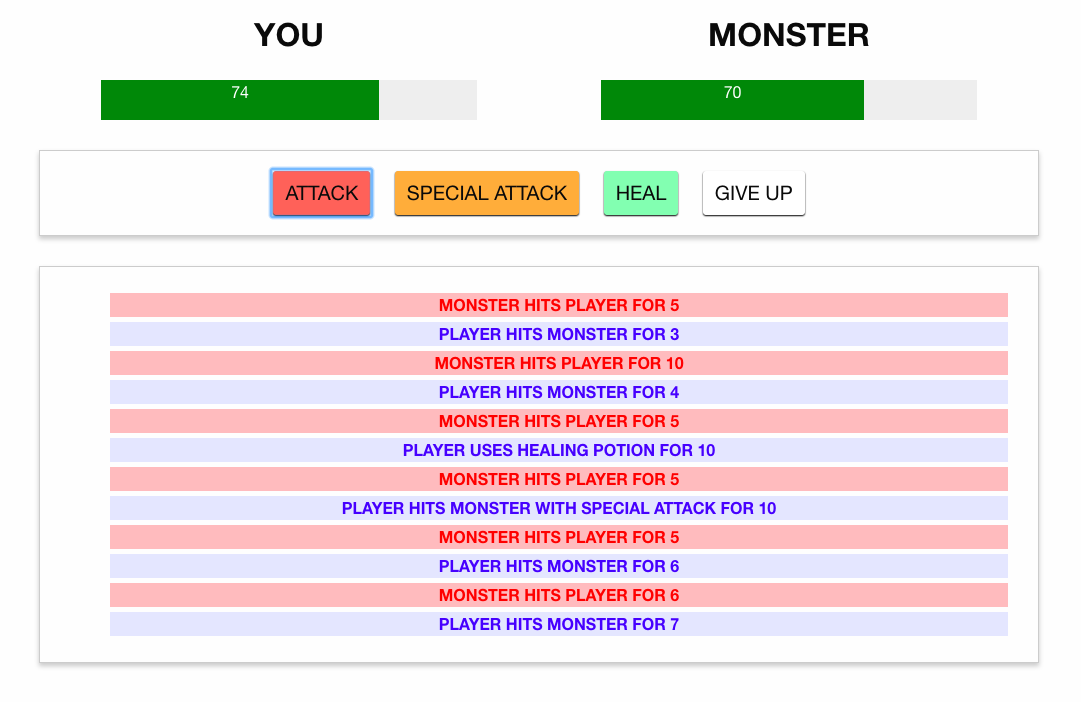 YOU
MONSTER
74
70
ATTACK
SPECIAL ATTACK
HEAL
GIVE UP
MONSTER HITS PLAYER FOR 5
PLAYER HITS MONSTER FOR 3
MONSTER HITS PLAYER FOR 10
PLAYER HITS MONSTER FOR 4
MONSTER HITS PLAYER FOR 5
PLAYER USES HEALING POTION FOR 10
MONSTER HITS PLAYER FOR 5
PLAYER HITS MONSTER WITH SPECIAL ATTACK FOR 10
MONSTER HITS PLAYER FOR 5
PLAYER HITS MONSTER FOR 6
MONSTER HITS PLAYER FOR 6
PLAYER HITS MONSTER FOR 7